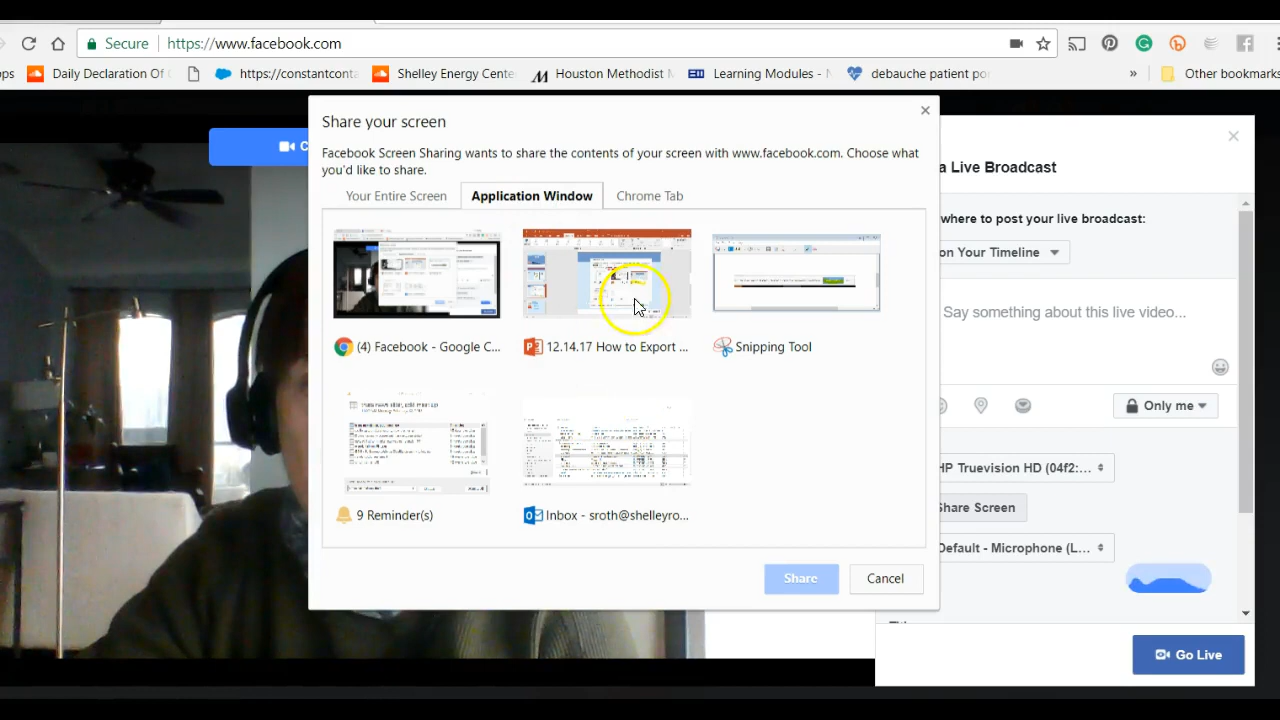 Secure https://www.facebook.com
ps Daily Declaration Of https://constantconta Shelley Energy Cente Houston Methodist Learning Modules - debauche patient po » Other bookmarks
Share your screen
Facebook Screen Sharing wants to share the contents of your screen with www.facebook.com. Choose what
you'd like to share.
Your Entire Screen Application Window Chrome Tab
(4) Facebook - Google C... 12.14.17 How to Export ... Snipping Tool
9 Reminder(s) Inbox - sroth@shelleyro...
Share Cancel
a Live Broadcast
where to post your live broadcast:
on Your Timeline
Say something about this live video...
Only me
HP Truevision HD (04f2:...
Share Screen
Default - Microphone (L...
Go Live